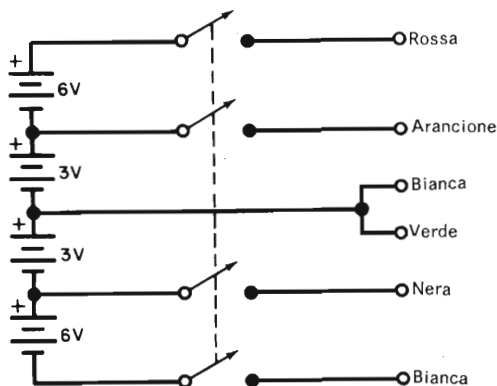 + Rossa
6V
+ Arancione
3V
Bianca
+ Verde
3V
+ Nera
6V
Bianca